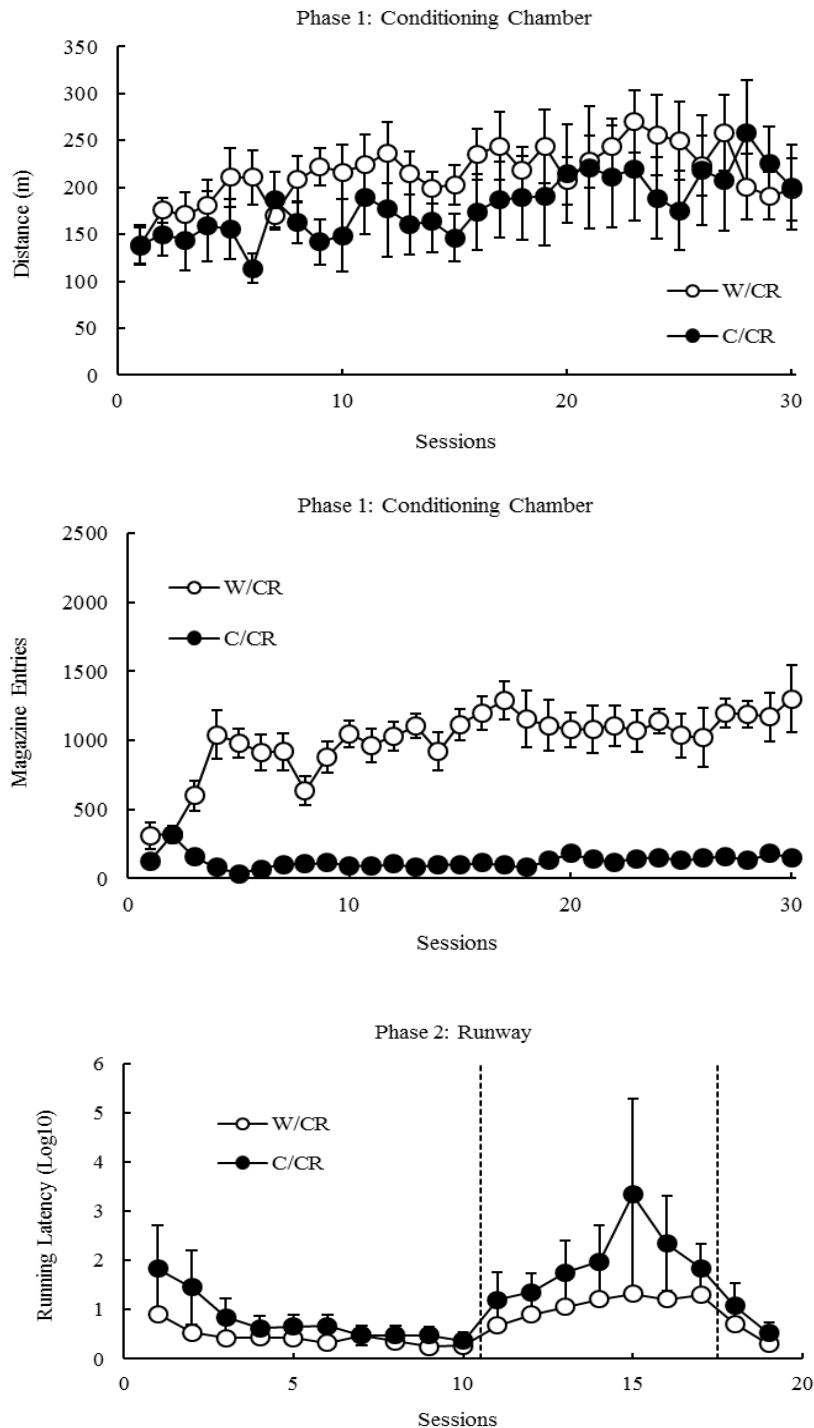 Phase 1: Conditioning Chamber
350
300
250
200
150
100
50
0
Distance (m)
W/CR
C/CR
0 10 20 30
Sessions
Phase 1: Conditioning Chamber
2500
2000
1500
1000
500
0
Magazine Entries
W/CR
C/CR
0 10 20 30
Sessions
Phase 2: Runway
6
5
4
3
2
1
0
Running Latency (Log10)
W/CR
C/CR
0 5 10 15 20
Sessions